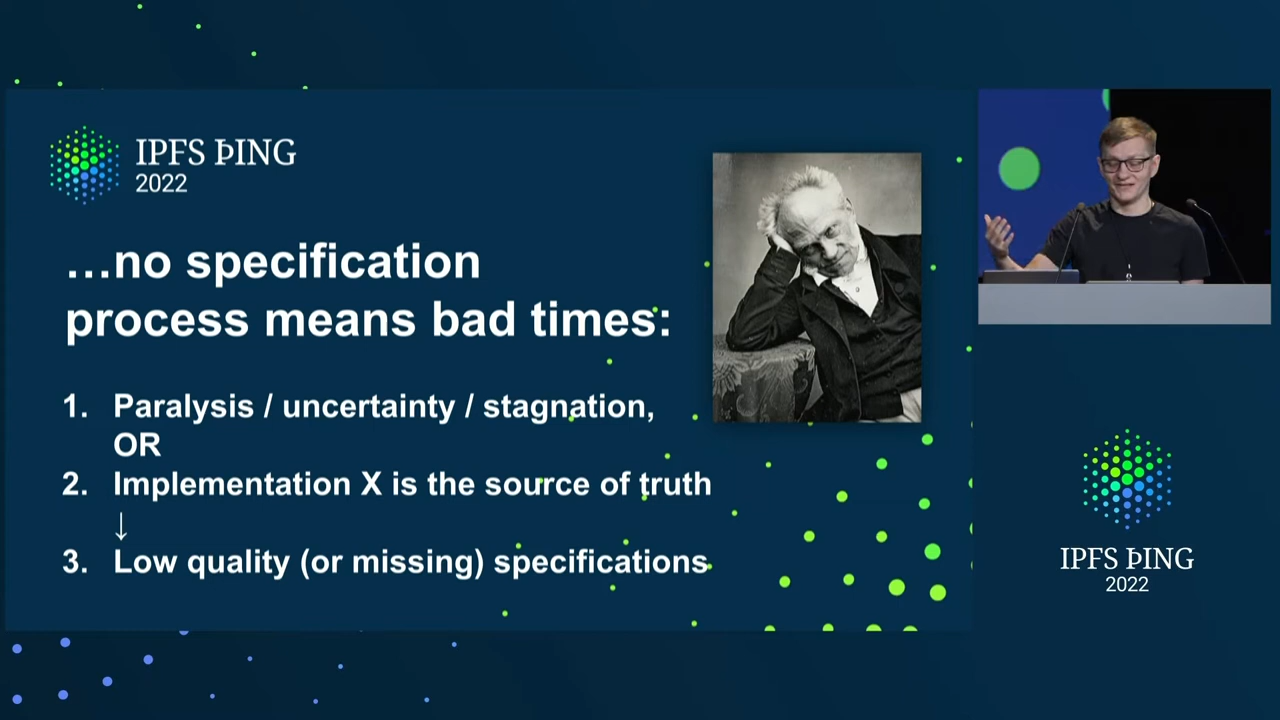 IPFS ÞING
2022
…no specification
process means bad times:
1. Paralysis / uncertainty / stagnation,
OR
2. Implementation X is the source of truth
↓
3. Low quality (or missing) specifications
IPFS ÞING
2022